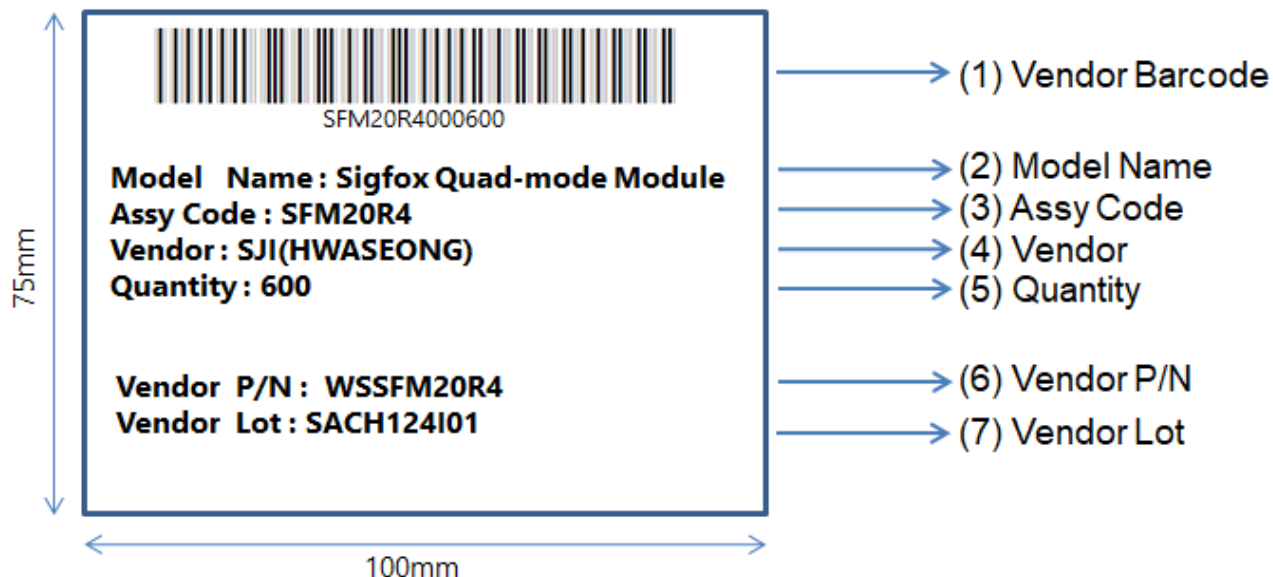 SFM20R4000600
(1) Vendor Barcode
Model Name : Sigfox Quad-mode Module
(2) Model Name
Assy Code : SFM20R4
(3) Assy Code
Vendor : SJI(HWASEONG)
(4) Vendor
Quantity : 600
(5) Quantity
Vendor P/N : WSSFM20R4
(6) Vendor P/N
Vendor Lot : SACH124I01
(7) Vendor Lot
75mm
100mm